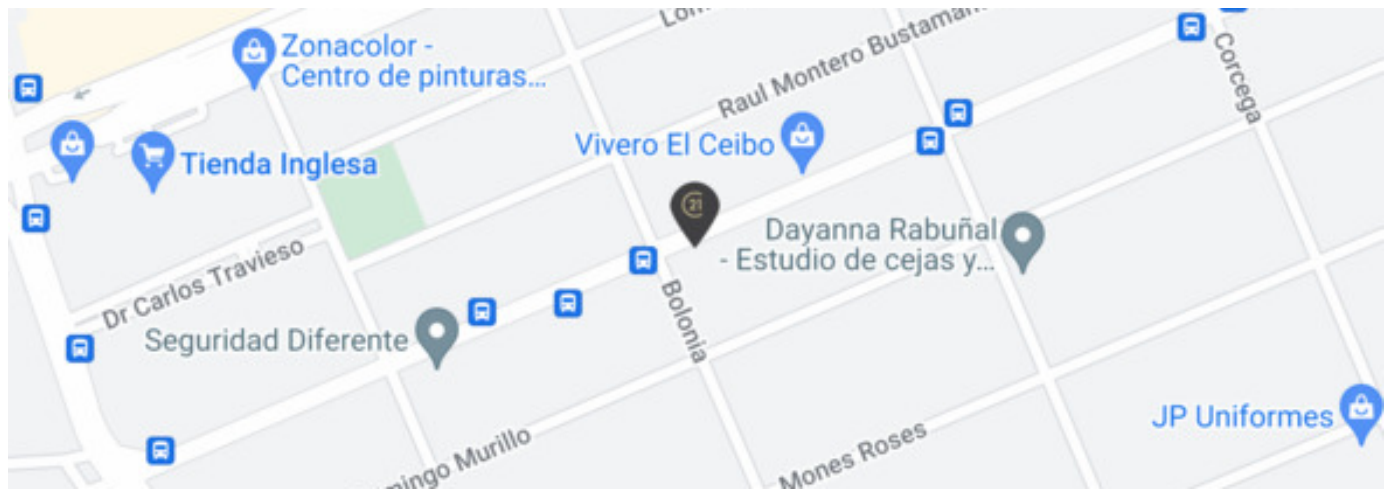 Zonacolor -
Centro de pinturas...
Raul Montero Bustaman
Corcega
Vivero El Ceibo
Tienda Inglesa
21
Dayanna Rabuñal
- Estudio de cejas y...
Dr Carlos Travieso
Bolonia
Seguridad Diferente
JP Uniformes
mingo Murillo
Mones Roses